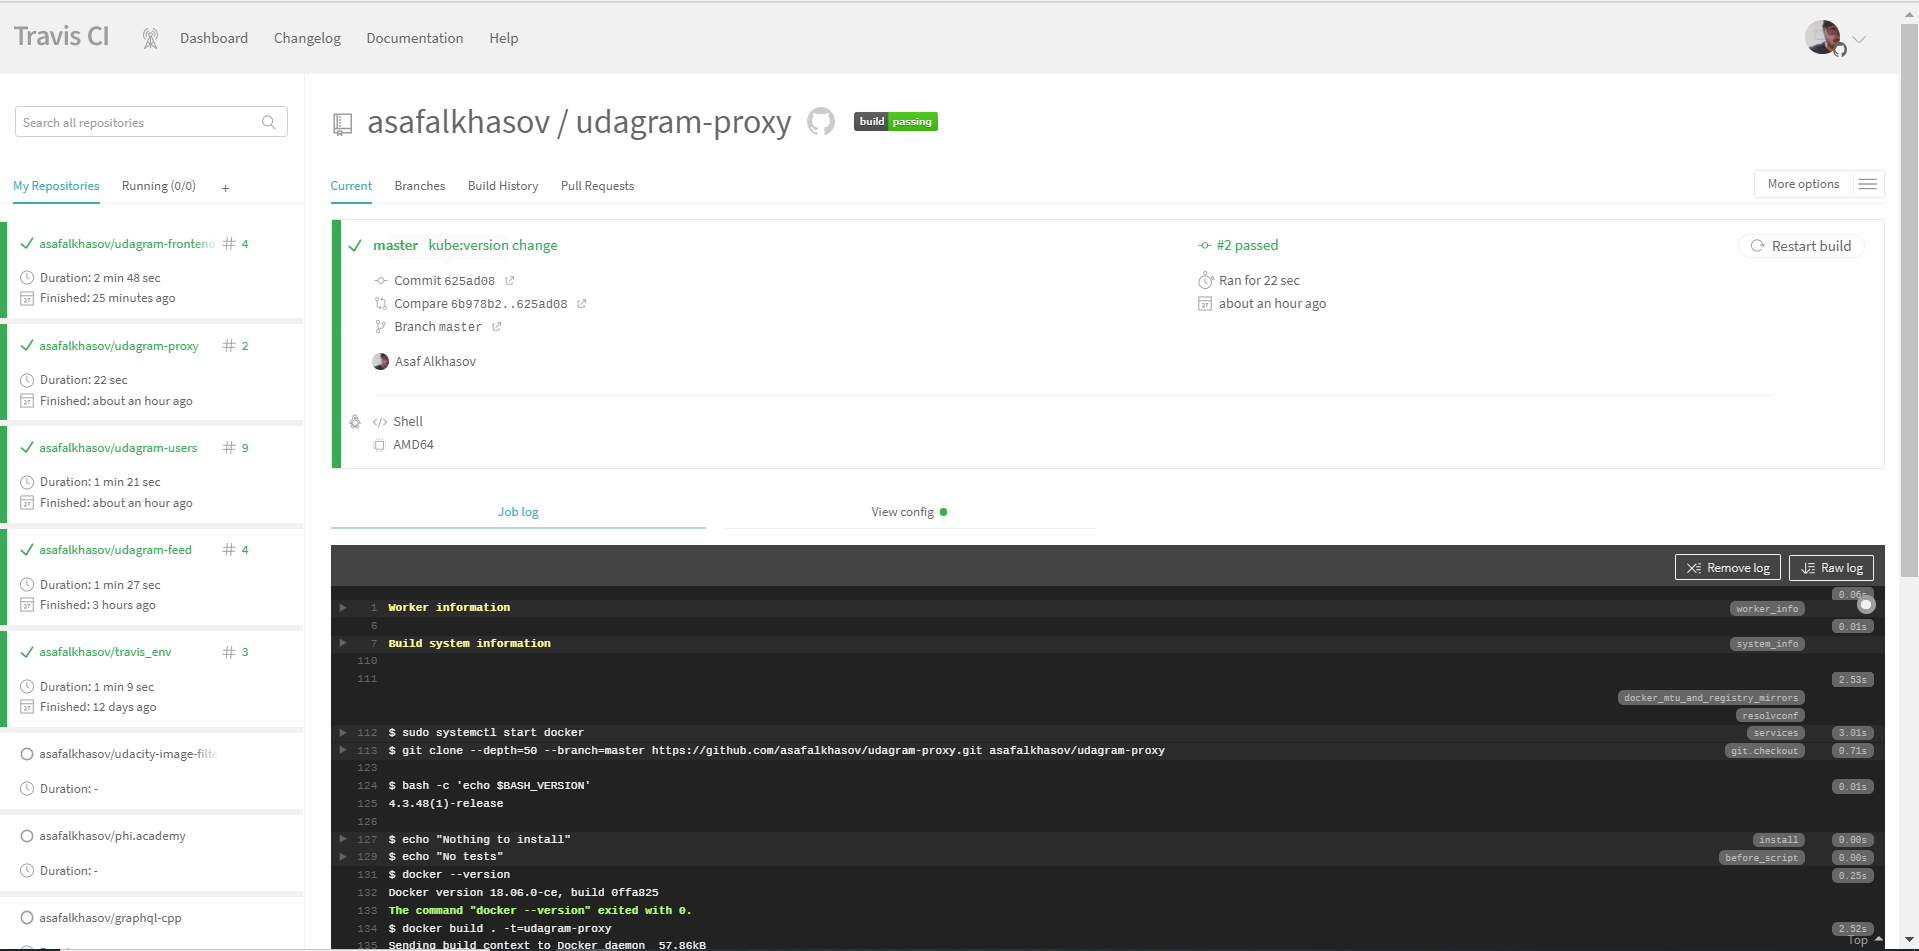 Travis CI
Dashboard
Changelog
Documentation
Help
Search all repositories
My Repositories
Running (0/0)
+
asafalkhasov/udagram-frontend
# 4
Duration: 2 min 48 sec
Finished: 25 minutes ago
asafalkhasov/udagram-proxy
# 2
Duration: 22 sec
Finished: about an hour ago
asafalkhasov/udagram-users
# 9
Duration: 1 min 21 sec
Finished: about an hour ago
asafalkhasov/udagram-feed
# 4
Duration: 1 min 27 sec
Finished: 3 hours ago
asafalkhasov/travis_env
# 3
Duration: 1 min 9 sec
Finished: 12 days ago
asafalkhasov/udacity-image-filte
Duration: -
asafalkhasov/phi.academy
Duration: -
asafalkhasov/graphql-cpp
asafalkhasov / udagram-proxy
build passing
Current
Branches
Build History
Pull Requests
More options
master kube:version change
Commit 625ad08
Compare 6b978b2..625ad08
Branch master
Asaf Alkhasov
#2 passed
Ran for 22 sec
about an hour ago
Restart build
</> Shell
AMD64
Job log
View config
Remove log
Raw log
0.06s
1 Worker information worker_info
6 0.01s
7 Build system information system_info
110
111 2.53s
docker_mtu_and_registry_mirrors
resolvconf
112 $ sudo systemctl start docker services 3.01s
113 $ git clone --depth=50 --branch=master https://github.com/asafalkhasov/udagram-proxy.git asafalkhasov/udagram-proxy git.checkout 0.71s
123
124 $ bash -c 'echo $BASH_VERSION' 0.01s
125 4.3.48(1)-release
126
127 $ echo "Nothing to install" install 0.00s
129 $ echo "No tests" before_script 0.00s
131 $ docker --version 0.25s
132 Docker version 18.06.0-ce, build 0ffa825
133 The command "docker --version" exited with 0.
134 $ docker build . -t=udagram-proxy 2.52s
135 Sending build context to Docker daemon 57.86kB
Top